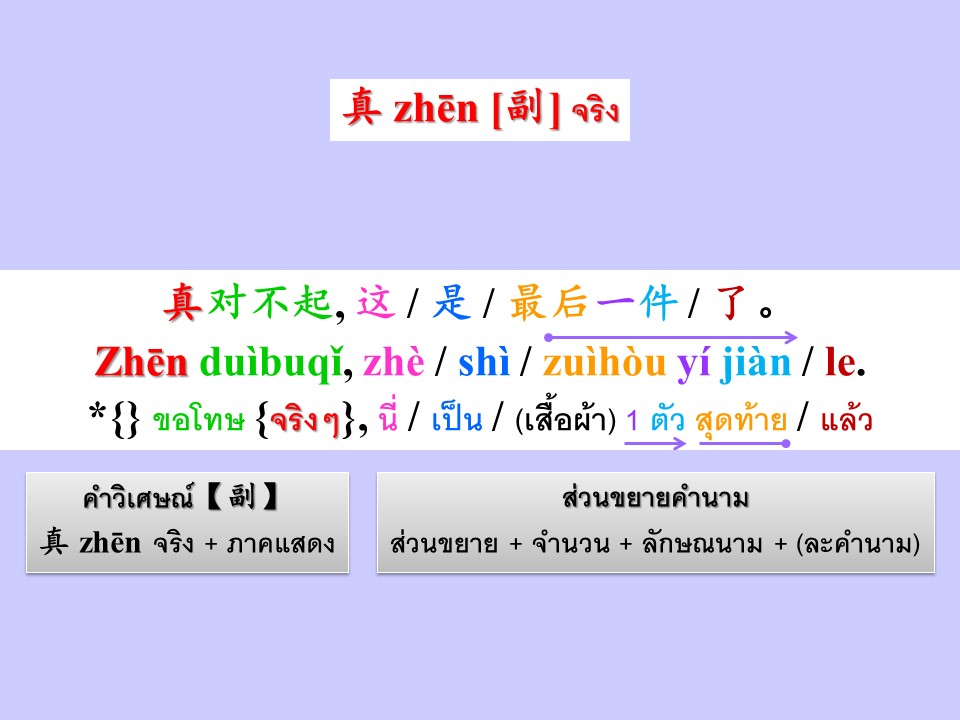 真 zhēn [副] จริง
真对不起, 这 / 是 / 最后一件 / 了。
Zhēn duìbuqǐ, zhè / shì / zuìhòu yí jiàn / le.
*{} ขอโทษ {จริงๆ}, นี่ / เป็น / (เสื้อผ้า) 1 ตัว สุดท้าย / แล้ว
คำวิเศษณ์【副】
真 zhēn จริง + ภาคแสดง
ส่วนขยายคำนาม
ส่วนขยาย + จำนวน + ลักษณนาม + (ละคำนาม)